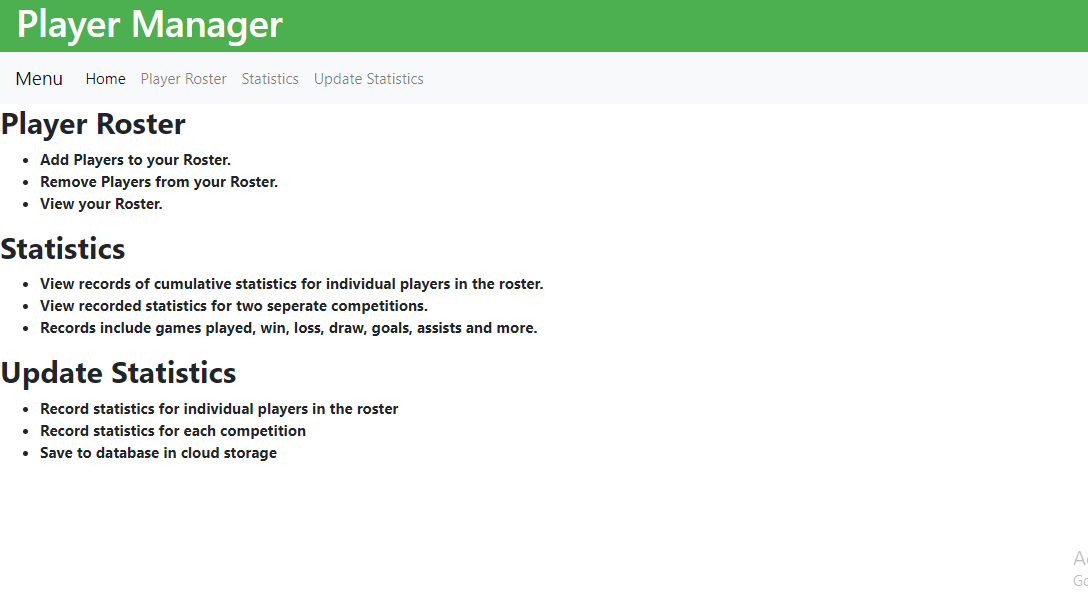 Player Manager
Menu Home Player Roster Statistics Update Statistics
Player Roster
• Add Players to your Roster.
• Remove Players from your Roster.
• View your Roster.
Statistics
• View records of cumulative statistics for individual players in the roster.
• View recorded statistics for two seperate competitions.
• Records include games played, win, loss, draw, goals, assists and more.
Update Statistics
• Record statistics for individual players in the roster
• Record statistics for each competition
• Save to database in cloud storage